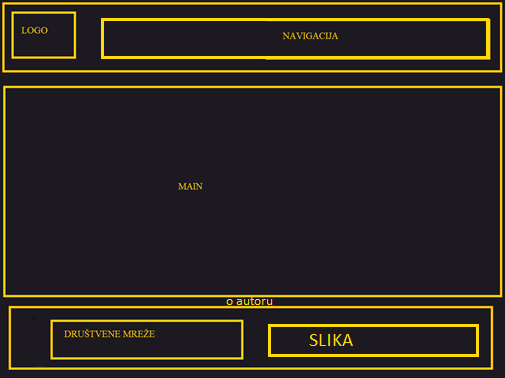 LOGO
NAVIGACIJA
MAIN
o autoru
DRUŠTVENE MREŽE
SLIKA